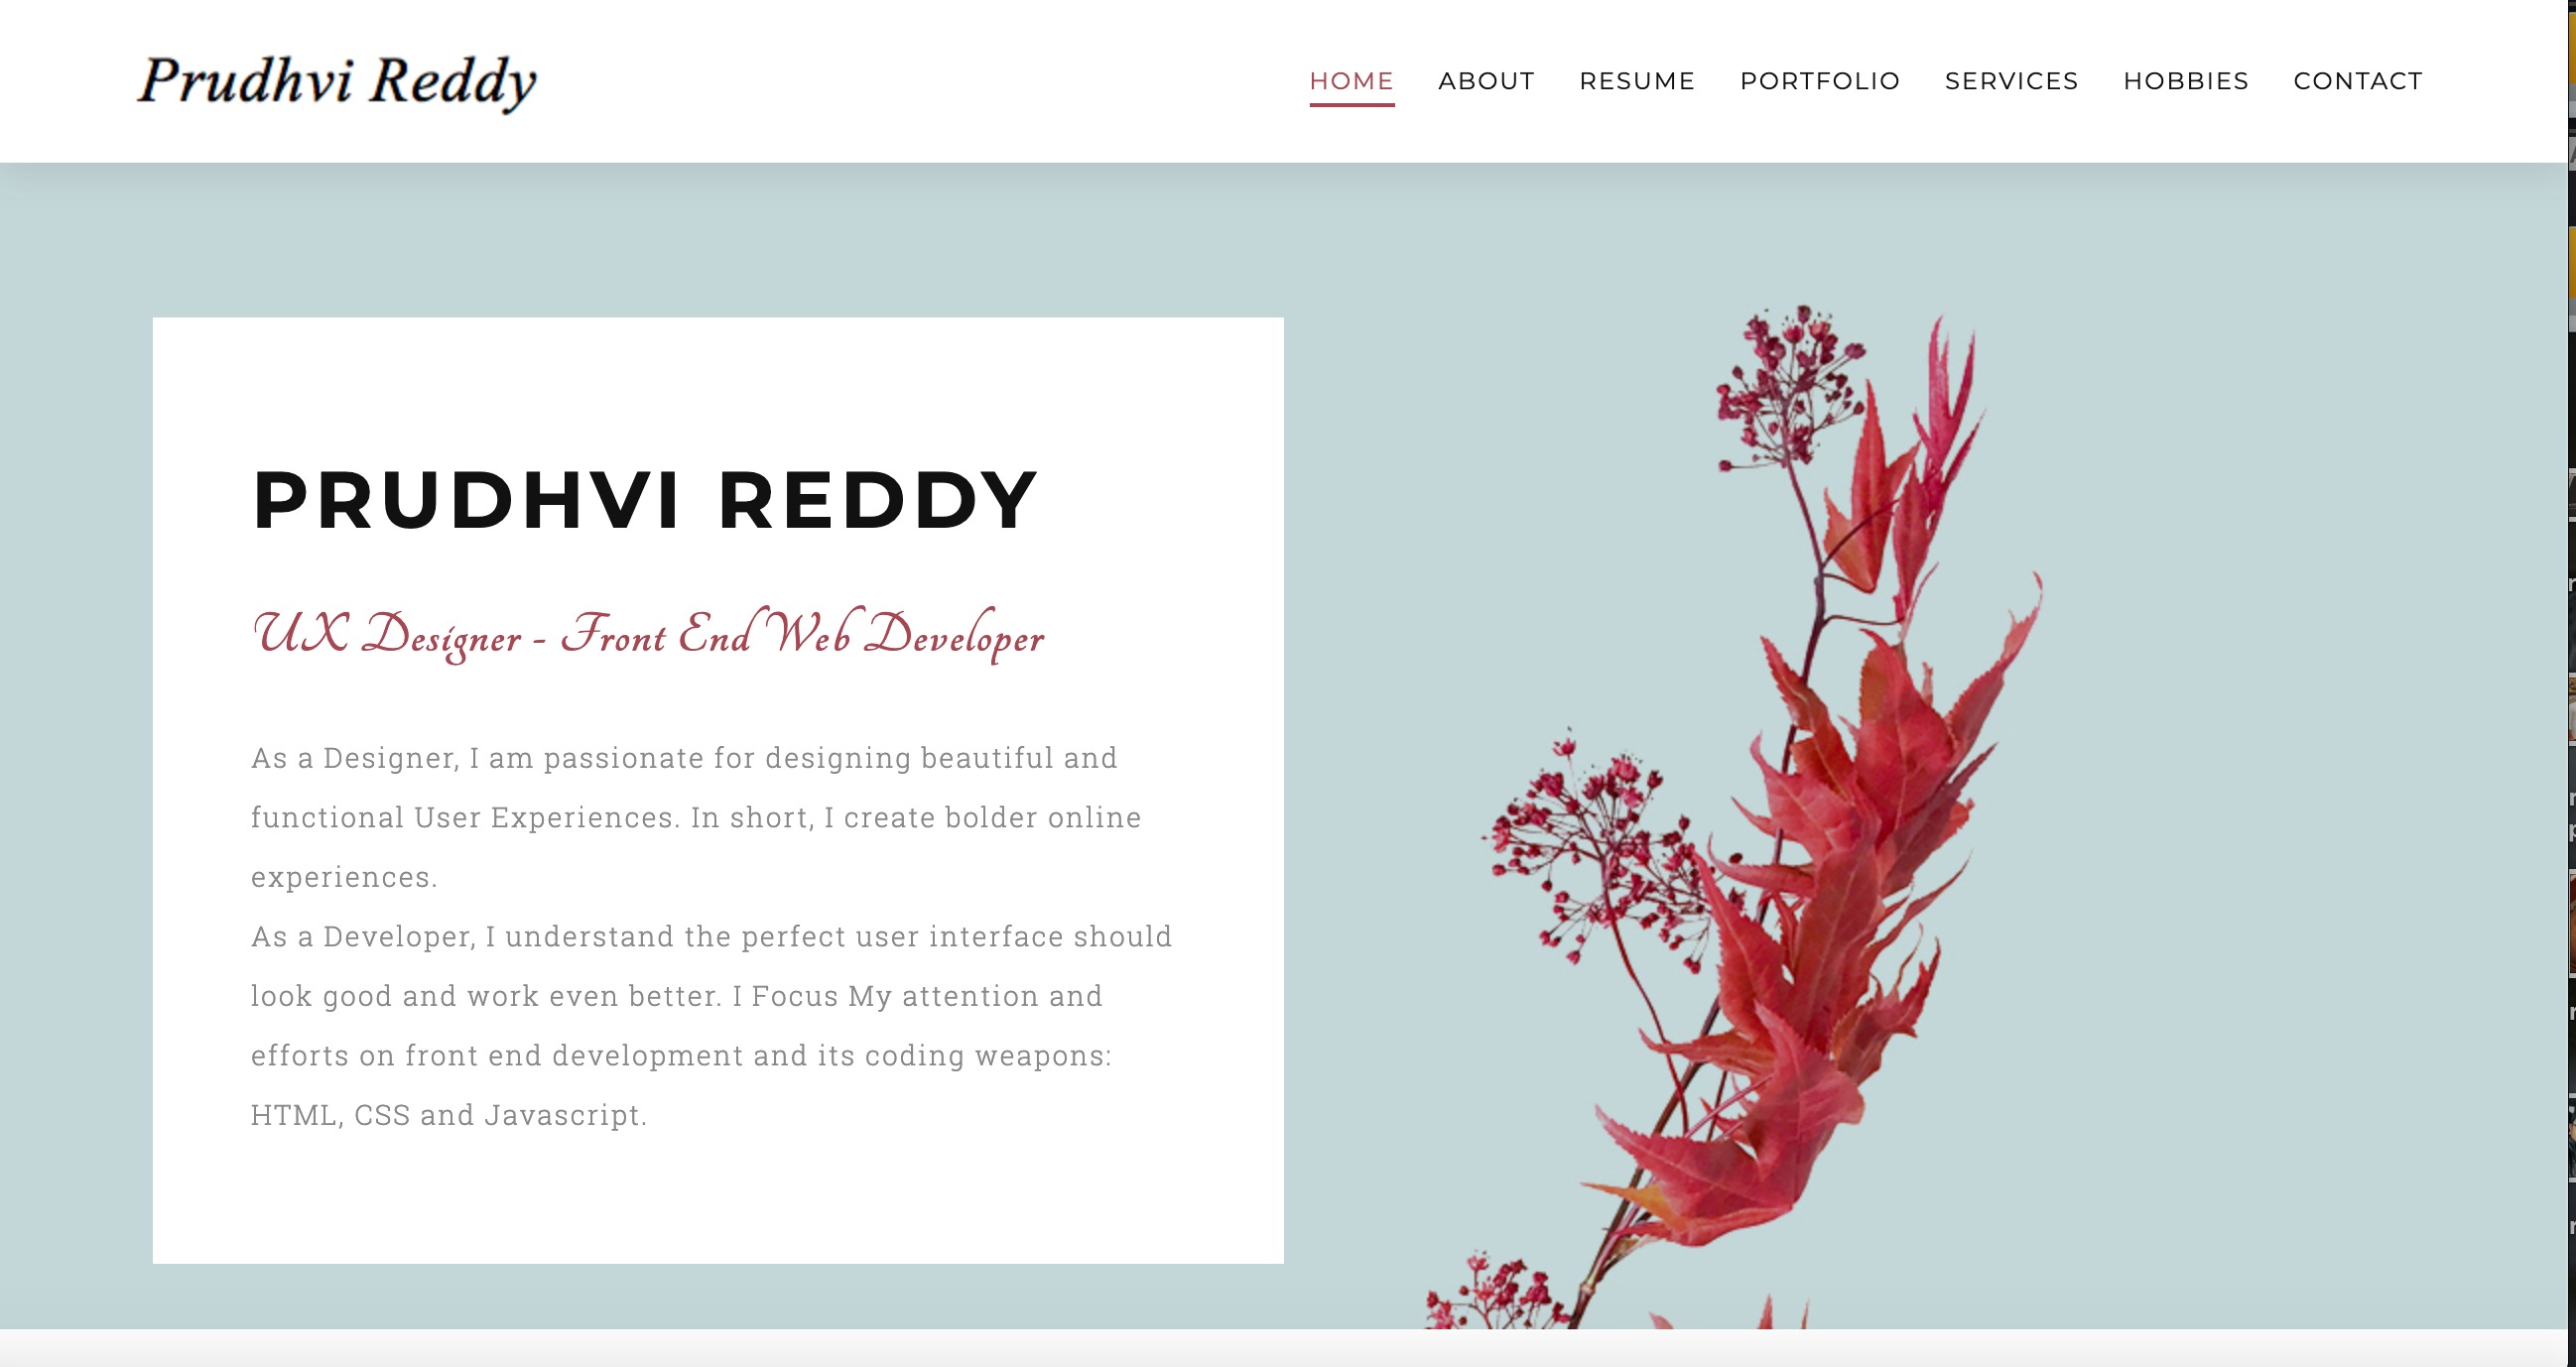 Prudhvi Reddy
HOME ABOUT RESUME PORTFOLIO SERVICES HOBBIES CONTACT
PRUDHVI REDDY
UX Designer - Front End Web Developer
As a Designer, I am passionate for designing beautiful and
functional User Experiences. In short, I create bolder online
experiences.
As a Developer, I understand the perfect user interface should
look good and work even better. I Focus My attention and
efforts on front end development and its coding weapons:
HTML, CSS and Javascript.